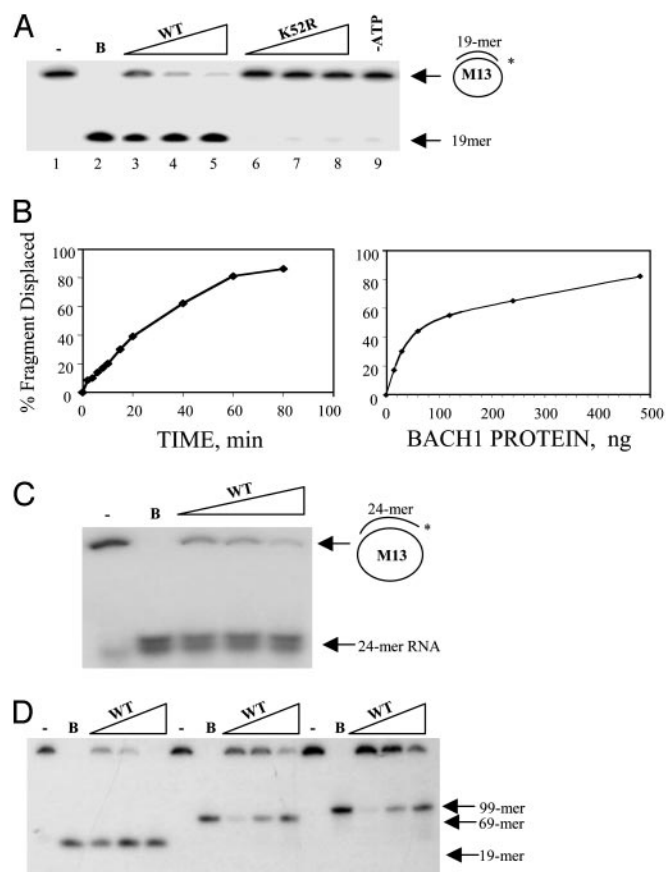 A
- B WT K52R -ATP
19-mer
M13 *
19mer
1 2 3 4 5 6 7 8 9
B
% Fragment Displaced
100
80
60
40
20
0
0 20 40 60 80 100
TIME, min
100
80
60
40
20
0
0 100 200 300 400 500
BACH1 PROTEIN, ng
C
- B WT
24-mer
*
M13
24-mer RNA
D
- B WT - B WT - B WT
99-mer
69-mer
19-mer